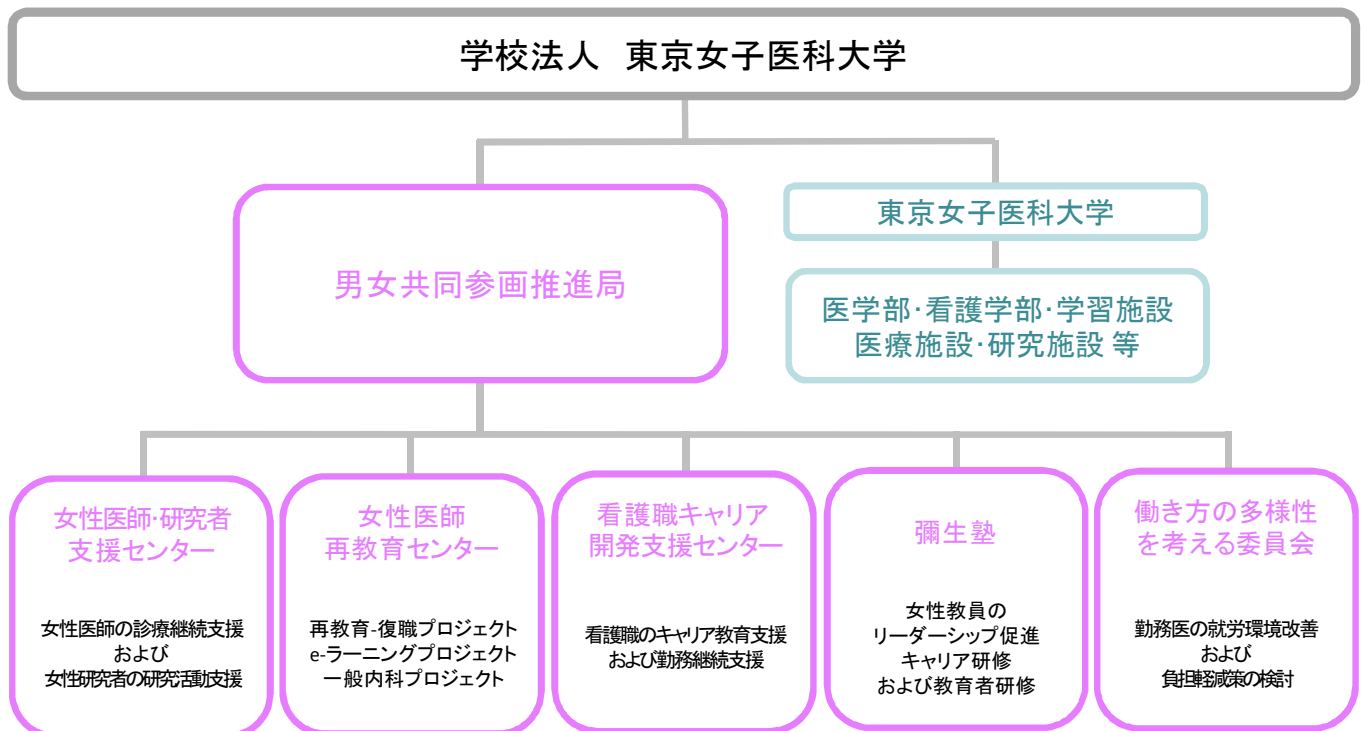 学校法人　東京女子医科大学
男女共同参画推進局
東京女子医科大学
医学部・看護学部・学習施設
医療施設・研究施設 等
女性医師・研究者
支援センター
女性医師の診療継続支援
および
女性研究者の研究活動支援
女性医師
再教育センター
再教育-復職プロジェクト
e-ラーニングプロジェクト
一般内科プロジェクト
看護職キャリア
開発支援センター
看護職のキャリア教育支援
および勤務継続支援
彌生塾
女性教員の
リーダーシップ促進
キャリア研修
および教育者研修
働き方の多様性
を考える委員会
勤務医の就労環境改善
および
負担軽減策の検討